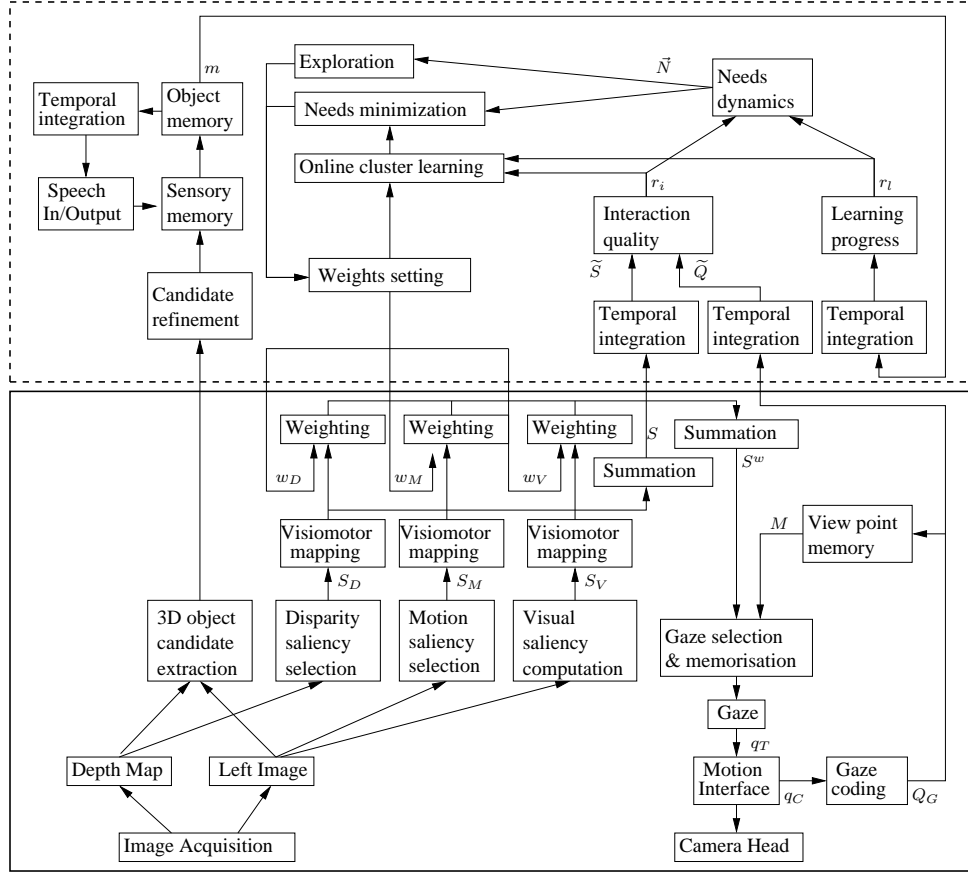 m
Exploration
N⃗
Needs
dynamics
Temporal
integration
Object
memory
Needs minimization
Online cluster learning
Speech
In/Output
Sensory
memory
r_i
r_l
Interaction
quality
Learning
progress
S̃
Q̃
Weights setting
Candidate
refinement
Temporal
integration
Temporal
integration
Temporal
integration
Weighting
Weighting
Weighting
S
Summation
w_D
w_M
w_V
Summation
S^w
Visiomotor
mapping
Visiomotor
mapping
Visiomotor
mapping
M
View point
memory
S_D
S_M
S_V
3D object
candidate
extraction
Disparity
saliency
selection
Motion
saliency
selection
Visual
saliency
computation
Gaze selection
& memorisation
Gaze
q_T
Depth Map
Left Image
Motion
Interface
q_C
Gaze
coding
Q_G
Image Acquisition
Camera Head